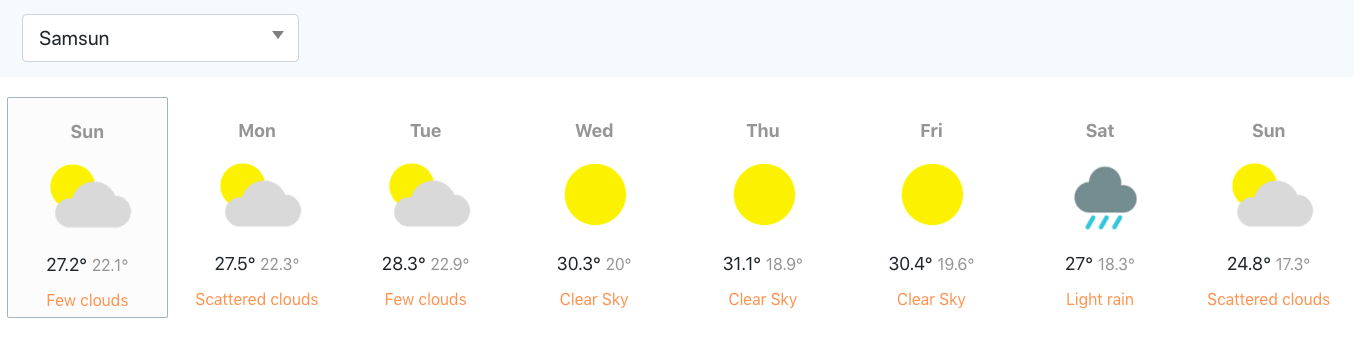 Samsun
Sun Mon Tue Wed Thu Fri Sat Sun
27.2° 22.1° 27.5° 22.3° 28.3° 22.9° 30.3° 20° 31.1° 18.9° 30.4° 19.6° 27° 18.3° 24.8° 17.3°
Few clouds Scattered clouds Few clouds Clear Sky Clear Sky Clear Sky Light rain Scattered clouds